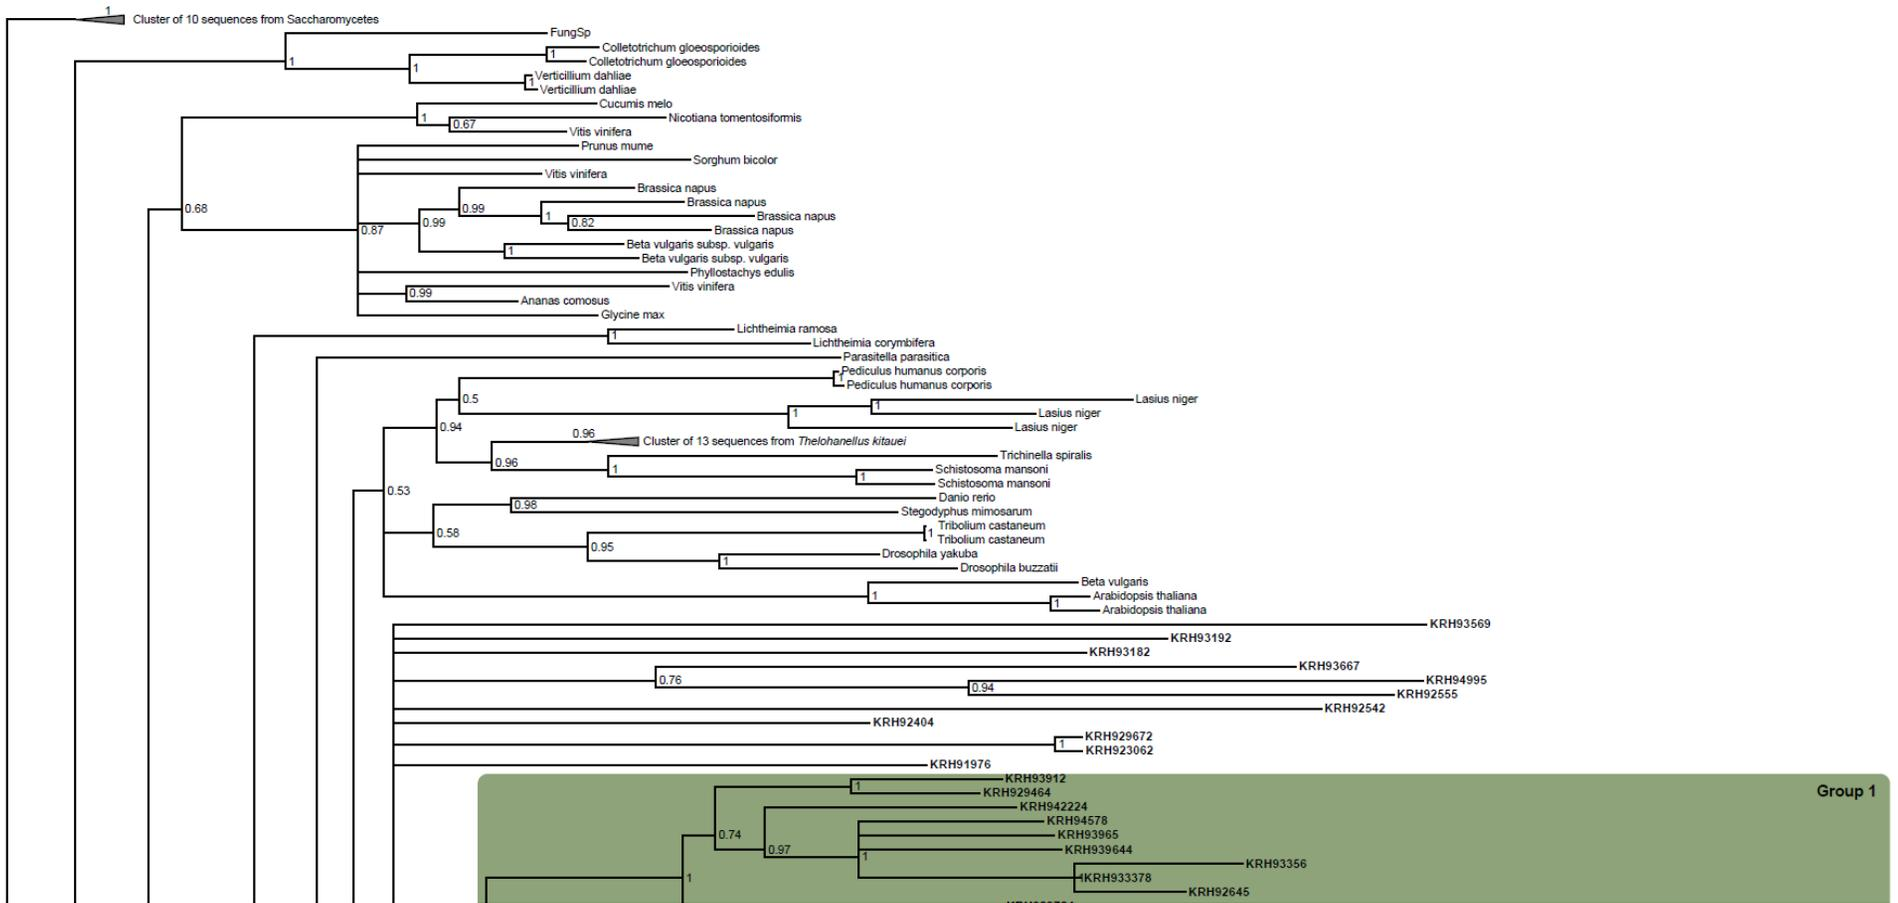 1
Cluster of 10 sequences from Saccharomycetes
FungSp
Colletotrichum gloeosporioides
1
1
Colletotrichum gloeosporioides
1
Verticillium dahliae
1
Verticillium dahliae
Cucumis melo
1
Nicotiana tomentosiformis
0.67
Vitis vinifera
Prunus mume
Sorghum bicolor
Vitis vinifera
Brassica napus
Brassica napus
0.68
0.99
1
Brassica napus
0.99
0.82
0.87
Brassica napus
Beta vulgaris subsp. vulgaris
1
Beta vulgaris subsp. vulgaris
Phyllostachys edulis
Vitis vinifera
0.99
Ananas comosus
Glycine max
Lichtheimia ramosa
1
Lichtheimia corymbifera
Parasitella parasitica
Pediculus humanus corporis
1
Pediculus humanus corporis
0.5
Lasius niger
1
1
Lasius niger
0.94
Lasius niger
0.96
Cluster of 13 sequences from Thelohanellus kitauei
Trichinella spiralis
0.96
1
Schistosoma mansoni
1
Schistosoma mansoni
0.53
Danio rerio
0.98
Stegodyphus mimosarum
Tribolium castaneum
0.58
1
Tribolium castaneum
0.95
Drosophila yakuba
1
Drosophila buzzatii
Beta vulgaris
1
Arabidopsis thaliana
1
Arabidopsis thaliana
KRH93569
KRH93192
KRH93182
KRH93667
0.76
KRH94995
0.94
KRH92555
KRH92542
KRH92404
KRH929672
1
KRH923062
KRH91976
KRH93912
1
Group 1
KRH929464
KRH942224
KRH94578
0.74
KRH93965
0.97
KRH939644
1
KRH93356
1
KRH933378
KRH92645